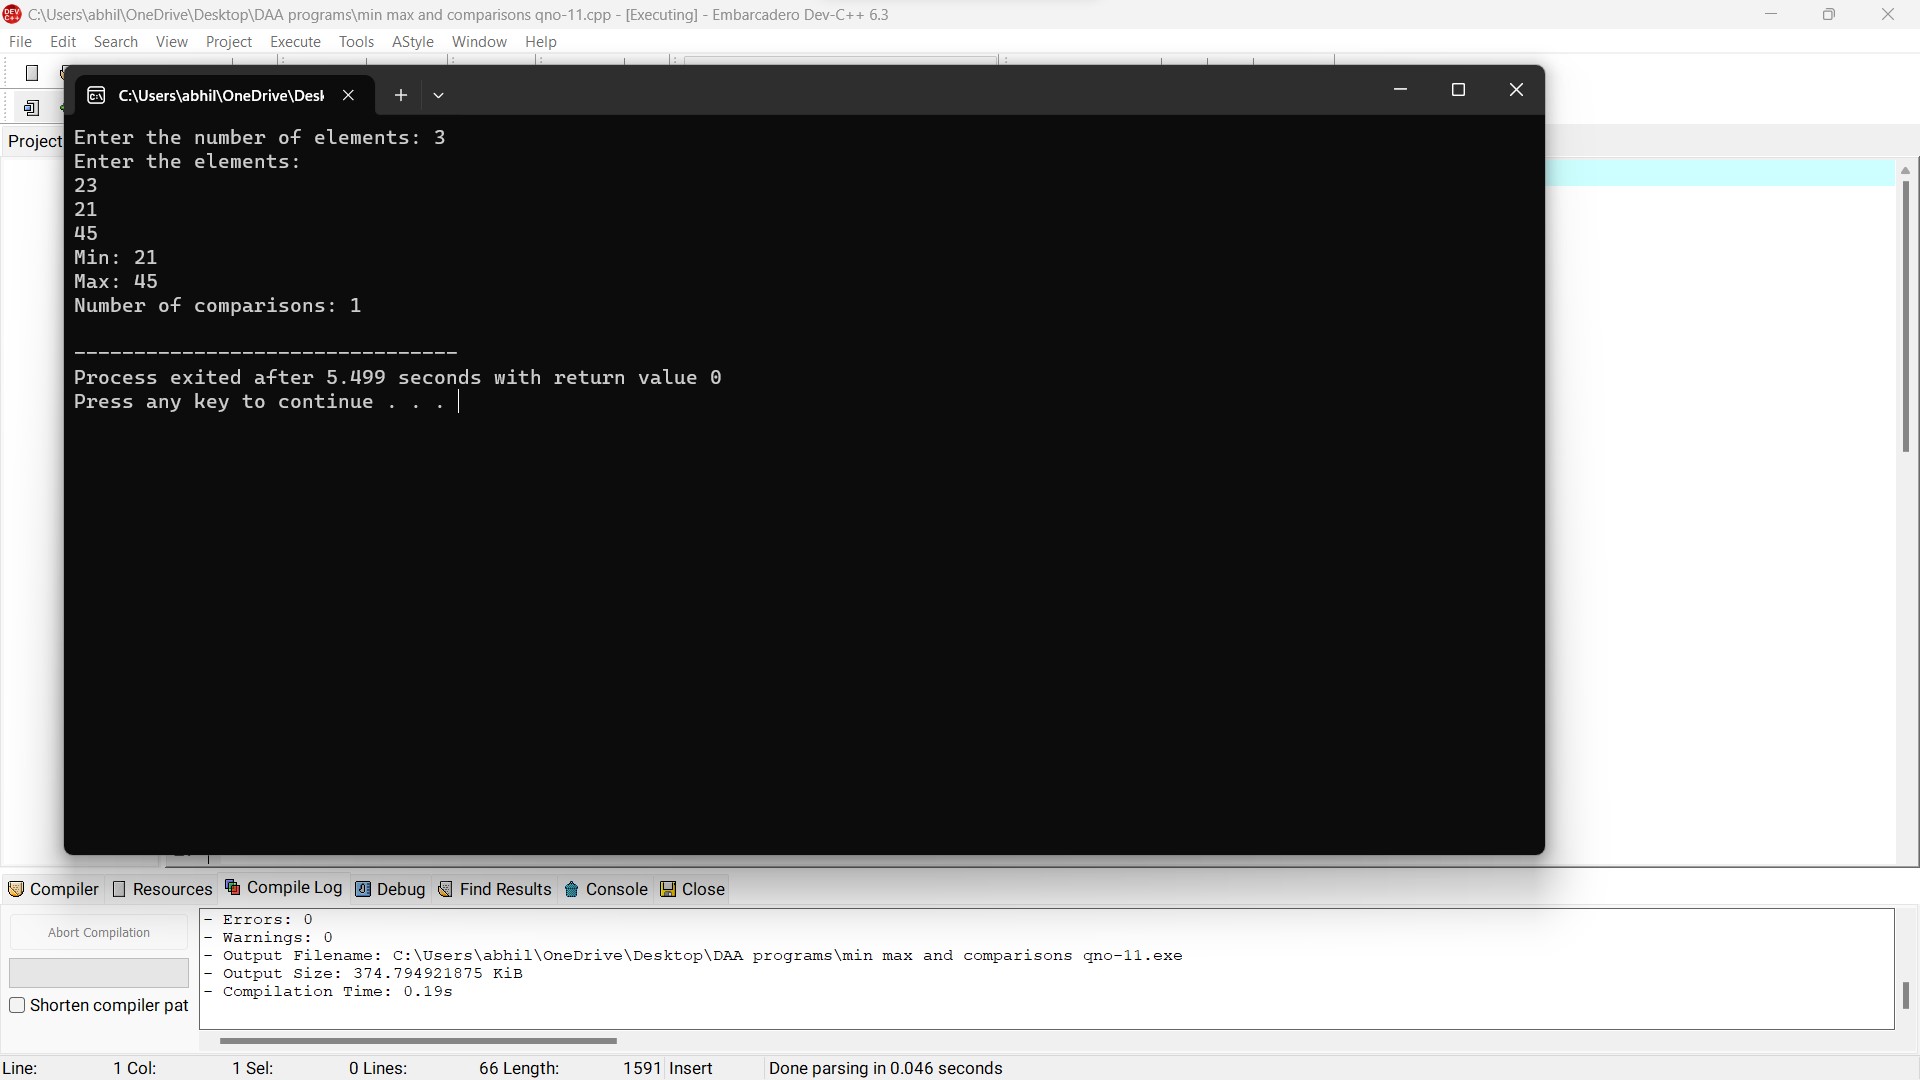 C:\Users\abhil\OneDrive\Desktop\DAA programs\min max and comparisons qno-11.cpp - [Executing] - Embarcadero Dev-C++ 6.3
File Edit Search View Project Execute Tools AStyle Window Help
C:\Users\abhil\OneDrive\Desk
Project
Enter the number of elements: 3
Enter the elements:
23
21
45
Min: 21
Max: 45
Number of comparisons: 1
--------------------------------
Process exited after 5.499 seconds with return value 0
Press any key to continue . . .
Compiler Resources Compile Log Debug Find Results Console Close
Abort Compilation
Shorten compiler pat
- Errors: 0
- Warnings: 0
- Output Filename: C:\Users\abhil\OneDrive\Desktop\DAA programs\min max and comparisons qno-11.exe
- Output Size: 374.794921875 KiB
- Compilation Time: 0.19s
Line: 1 Col: 1 Sel: 0 Lines: 66 Length: 1591 Insert Done parsing in 0.046 seconds